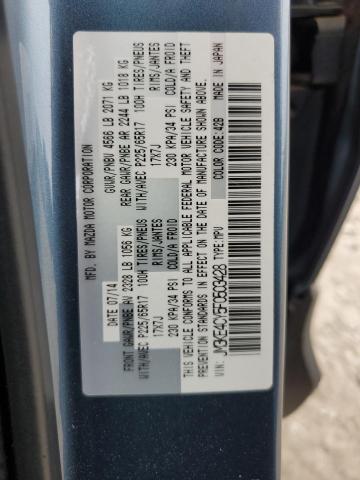 MFD. BY MAZDA MOTOR CORPORATION
DATE 07/14 GVWR/PNBV 4566 LB 2071 KG
FRONT GAWR/PNBE AV 2328 LB 1056 KG REAR GAWR/PNBE AR 2244 LB 1018 KG
WITH/AVEC P225/65R17 100H TIRES/PNEUS WITH/AVEC P225/65R17 100H TIRES/PNEUS
17X7J RIMS/JANTES 17X7J RIMS/JANTES
230 KPA/34 PSI COLD/A FROID 230 KPA/34 PSI COLD/A FROID
THIS VEHICLE CONFORMS TO ALL APPLICABLE FEDERAL MOTOR VEHICLE SAFETY AND THEFT
PREVENTION STANDARDS IN EFFECT ON THE DATE OF MANUFACTURE SHOWN ABOVE.
VIN: TYPE:MPV COLOR CODE:42B MADE IN JAPAN